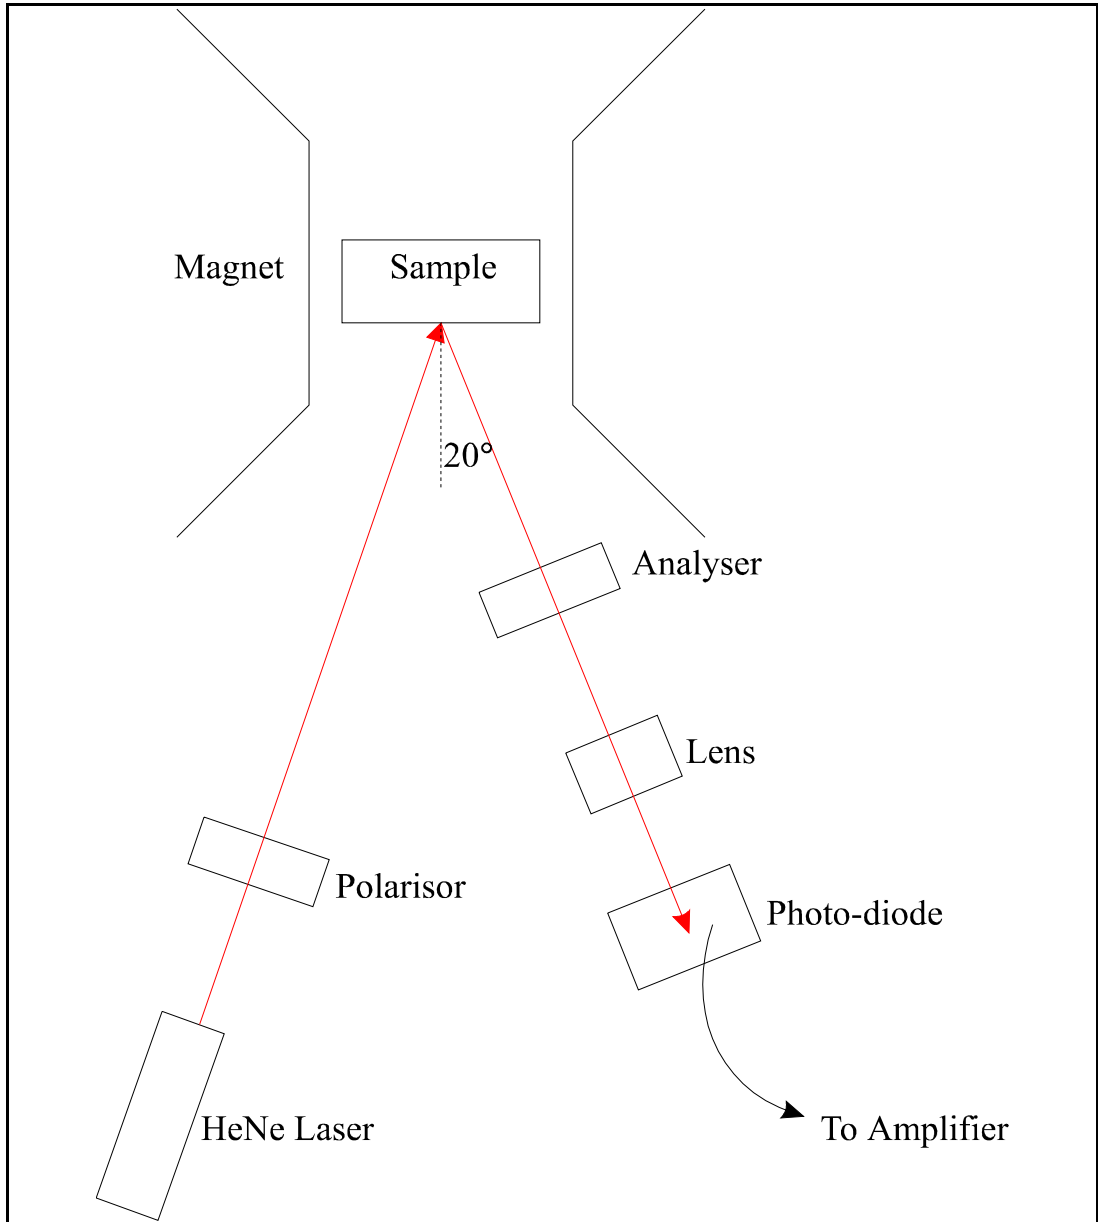 Magnet
Sample
20°
Analyser
Lens
Polarisor
Photo-diode
HeNe Laser
To Amplifier